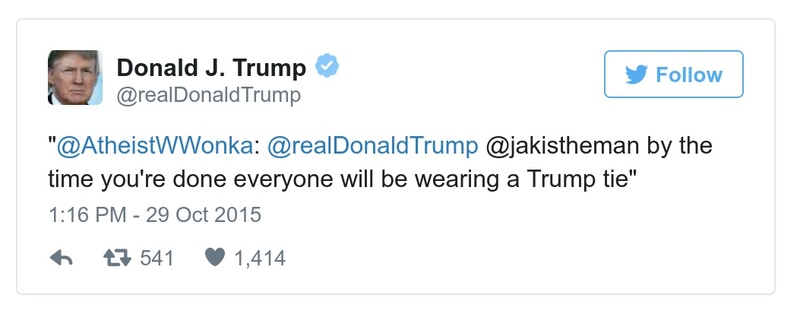 Donald J. Trump
Follow
@realDonaldTrump
"@AtheistWWonka: @realDonaldTrump @jakistheman by the
time you're done everyone will be wearing a Trump tie"
1:16 PM - 29 Oct 2015
541 1,414